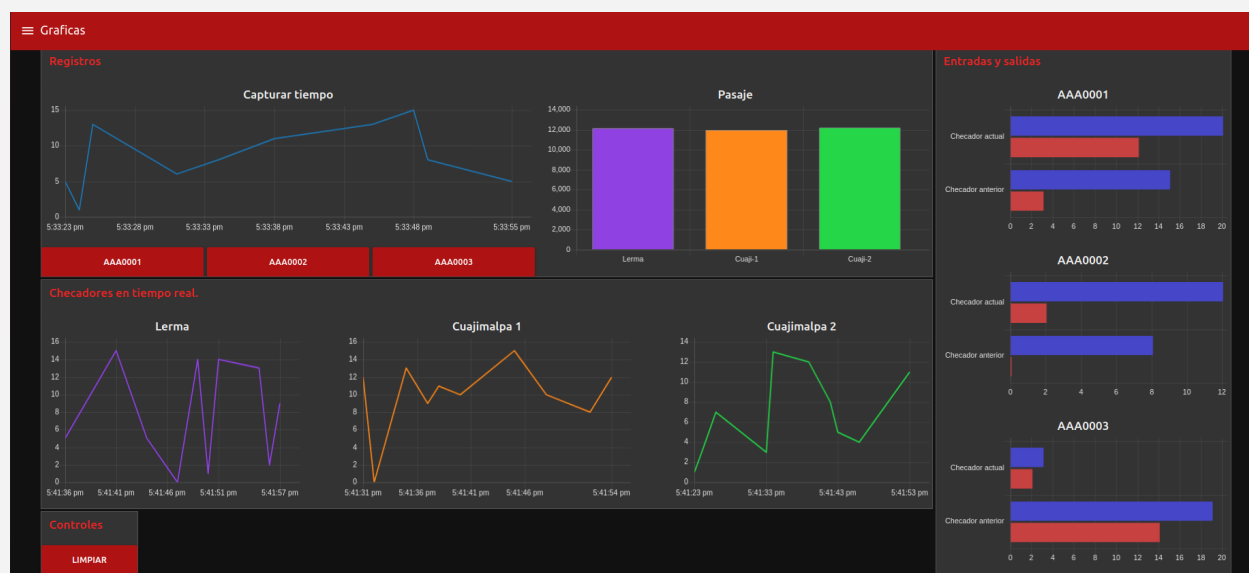 Graficas
Registros
Capturar tiempo
15
10
5
0
5:33:23 pm 5:33:28 pm 5:33:33 pm 5:33:38 pm 5:33:43 pm 5:33:48 pm 5:33:55 pm
AAA0001 AAA0002 AAA0003
Pasaje
14,000
12,000
10,000
8,000
6,000
4,000
2,000
0
Lerma Cuaji-1 Cuaji-2
Checadores en tiempo real.
Lerma
16
14
12
10
8
6
4
2
0
5:41:36 pm 5:41:41 pm 5:41:46 pm 5:41:51 pm 5:41:57 pm
Cuajimalpa 1
16
14
12
10
8
6
4
2
0
5:41:31 pm 5:41:36 pm 5:41:41 pm 5:41:46 pm 5:41:54 pm
Cuajimalpa 2
14
12
10
8
6
4
2
0
5:41:23 pm 5:41:33 pm 5:41:43 pm 5:41:53 pm
Controles
LIMPIAR
Entradas y salidas
AAA0001
Checador actual
Checador anterior
0 2 4 6 8 10 12 14 16 18 20
AAA0002
Checador actual
Checador anterior
0 2 4 6 8 10 12
AAA0003
Checador actual
Checador anterior
0 2 4 6 8 10 12 14 16 18 20